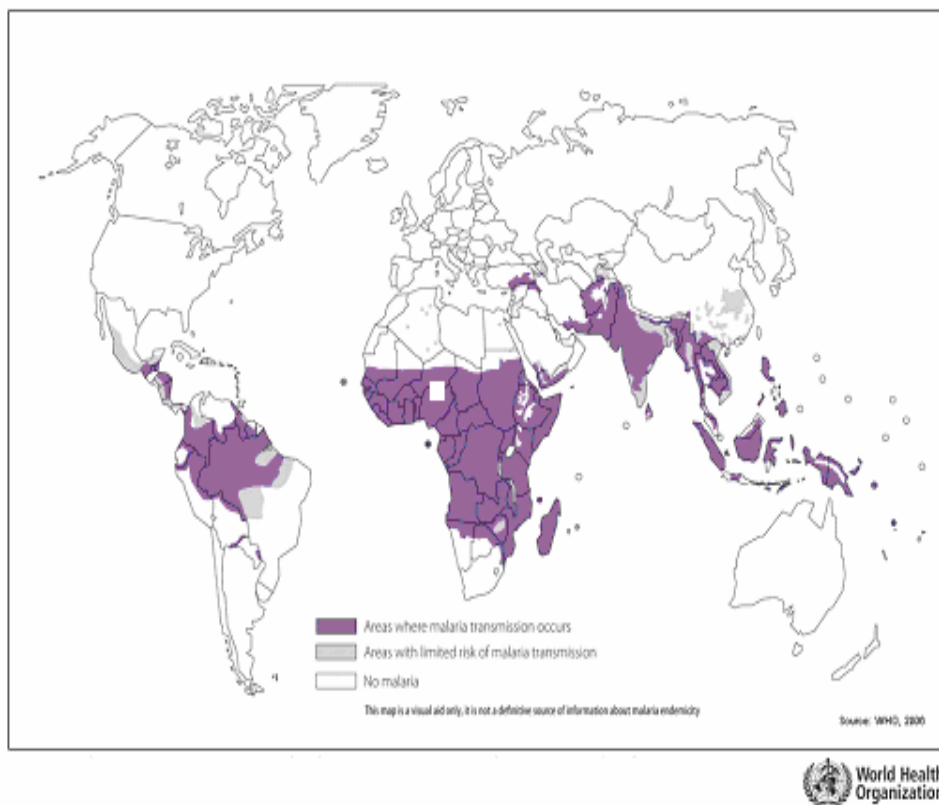 Areas where malaria transmission occurs
Areas with limited risk of malaria transmission
No malaria
This map is a visual aid only, it is not a definitive source of information about malaria endemicity
Source: WHO,
World Health
Organization